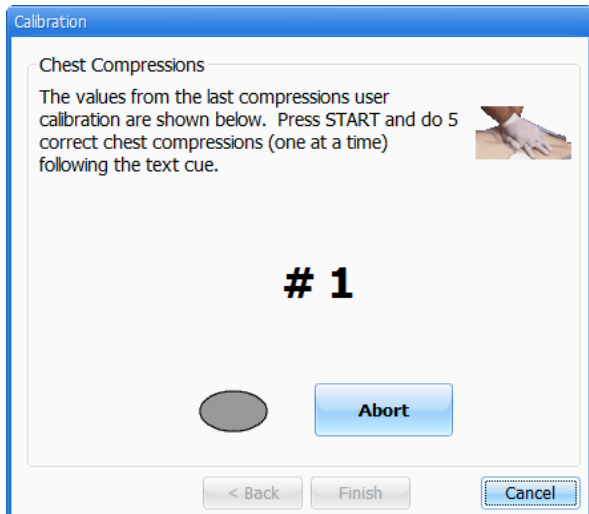 Calibration
Chest Compressions
The values from the last compressions user
calibration are shown below.  Press START and do 5
correct chest compressions (one at a time)
following the text cue.
# 1
Abort
< Back
Finish
Cancel